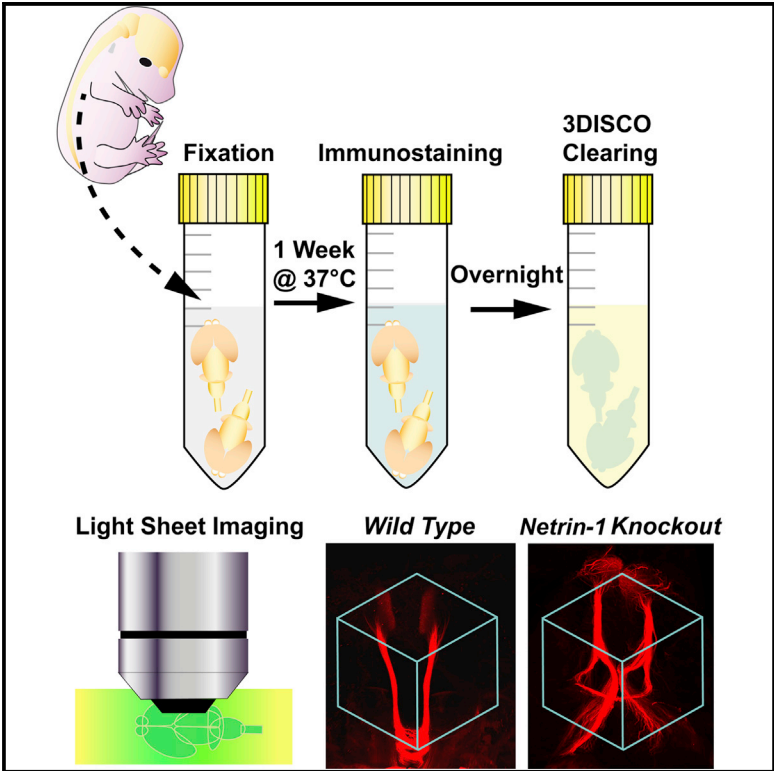 Fixation
Immunostaining
3DISCO
Clearing
1 Week
@ 37°C
Overnight
Light Sheet Imaging
Wild Type
Netrin-1 Knockout